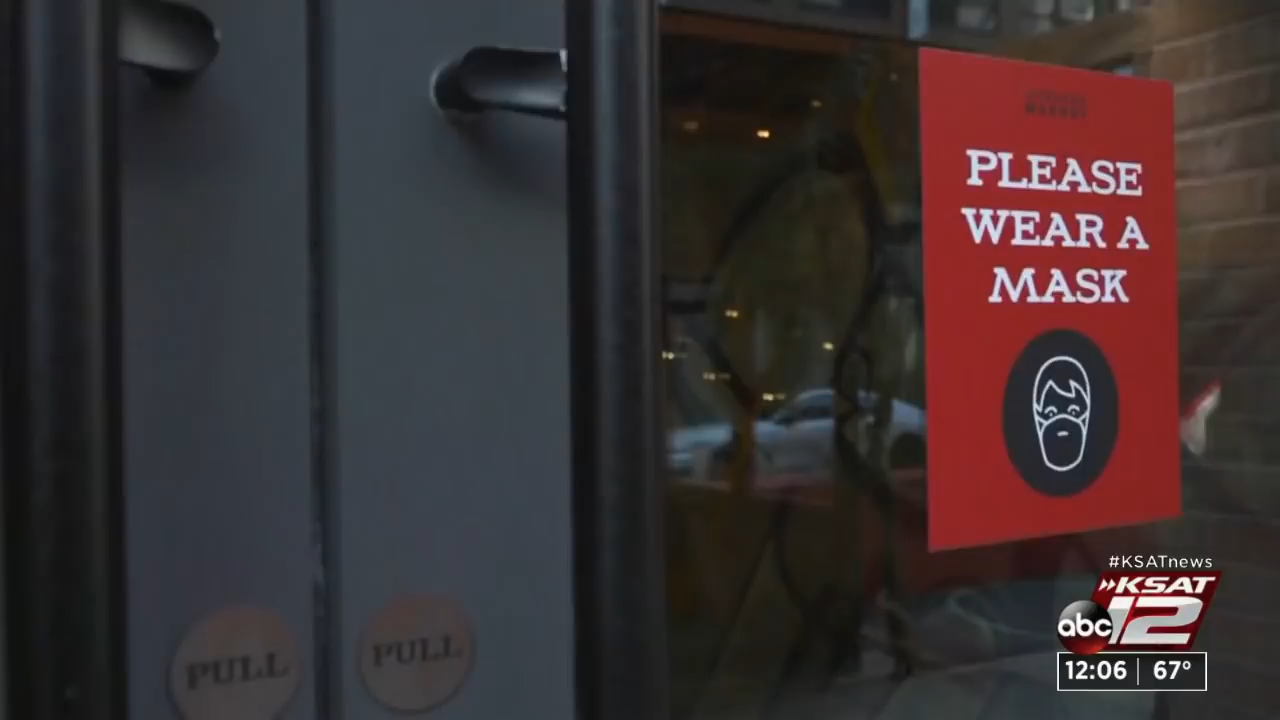 PLEASE
WEAR A
MASK
PULL
PULL
#KSATnews
KSAT
abc 12
12:06 67°